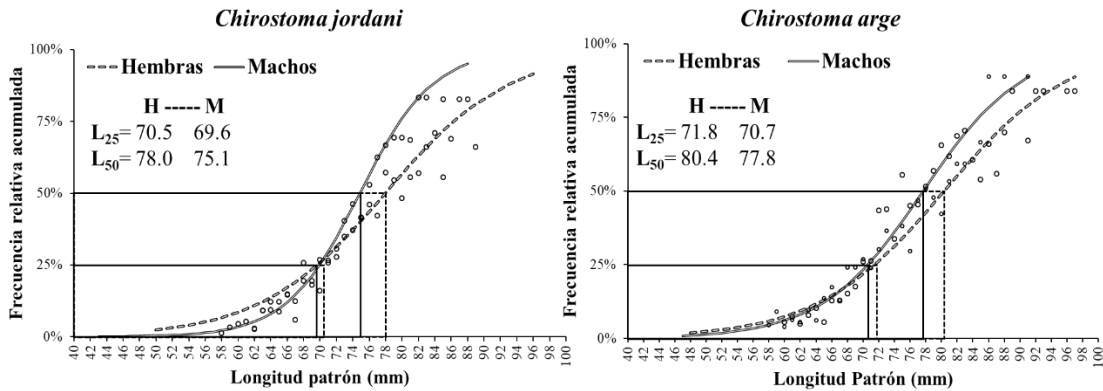 Chirostoma jordani
100%
75%
50%
25%
0%
Frecuencia relativa acumulada
Hembras Machos
H ----- M
L25= 70.5 69.6
L50= 78.0 75.1
40 42 44 46 48 50 52 54 56 58 60 62 64 66 68 70 72 74 76 78 80 82 84 86 88 90 92 94 96 98 100
Longitud patrón (mm)
Chirostoma arge
100%
75%
50%
25%
0%
Frecuencia relativa acumulada
Hembras Machos
H ----- M
L25= 71.8 70.7
L50= 80.4 77.8
40 42 44 46 48 50 52 54 56 58 60 62 64 66 68 70 72 74 76 78 80 82 84 86 88 90 92 94 96 98 100
Longitud Patrón (mm)